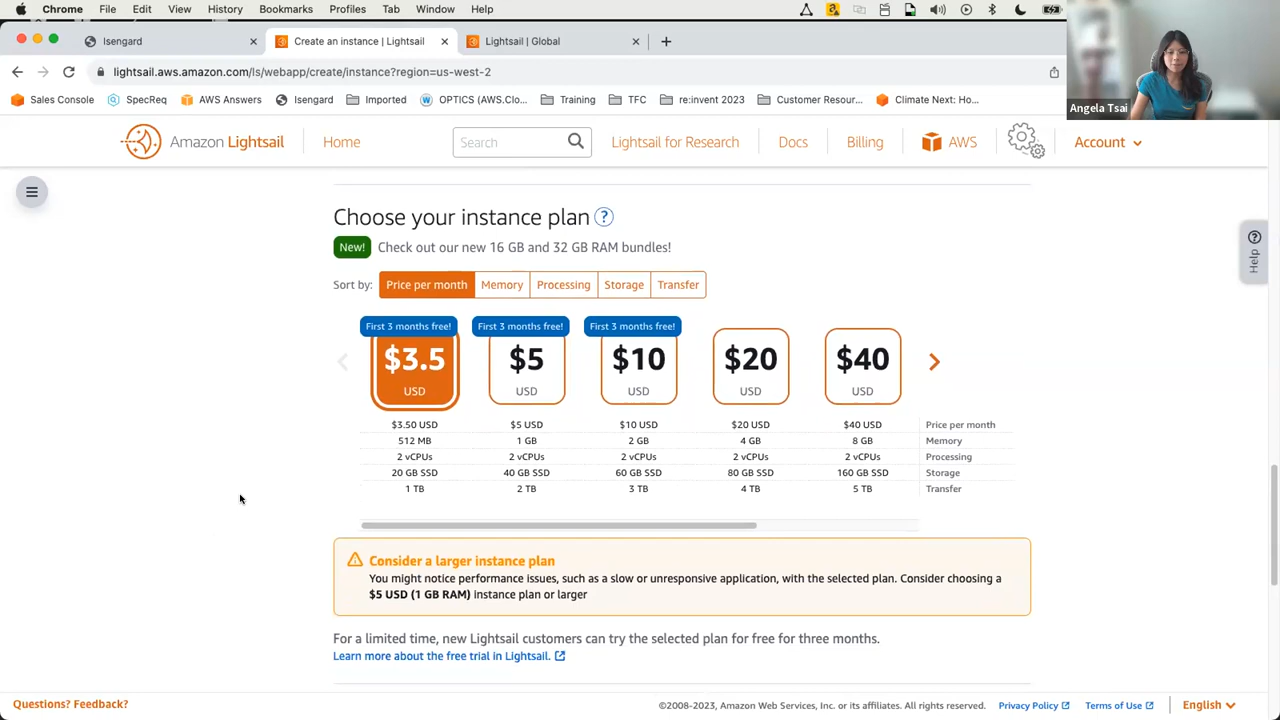 Chrome File Edit View History Bookmarks Profiles Tab Window Help
Isengard
Create an instance | Lightsail
Lightsail | Global
lightsail.aws.amazon.com/ls/webapp/create/instance?region=us-west-2
Sales Console SpecReq AWS Answers Isengard Imported OPTICS (AWS.Clo... Training TFC re:invent 2023 Customer Resour... Climate Next: Ho...
Angela Tsai
Amazon Lightsail Home Search Lightsail for Research Docs Billing AWS Account
Help
Choose your instance plan ?
New! Check out our new 16 GB and 32 GB RAM bundles!
Sort by: Price per month Memory Processing Storage Transfer
First 3 months free! First 3 months free! First 3 months free!
$3.5 $5 $10 $20 $40
USD USD USD USD USD
$3.50 USD $5 USD $10 USD $20 USD $40 USD Price per month
512 MB 1 GB 2 GB 4 GB 8 GB Memory
2 vCPUs 2 vCPUs 2 vCPUs 2 vCPUs 2 vCPUs Processing
20 GB SSD 40 GB SSD 60 GB SSD 80 GB SSD 160 GB SSD Storage
1 TB 2 TB 3 TB 4 TB 5 TB Transfer
Consider a larger instance plan
You might notice performance issues, such as a slow or unresponsive application, with the selected plan. Consider choosing a
$5 USD (1 GB RAM) instance plan or larger
For a limited time, new Lightsail customers can try the selected plan for free for three months.
Learn more about the free trial in Lightsail.
Questions? Feedback? ©2008-2023, Amazon Web Services, Inc. or its affiliates. All rights reserved. Privacy Policy Terms of Use English